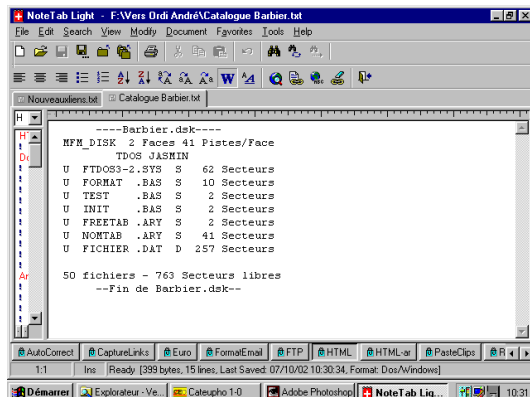 NoteTab Light - F:\Vers Ordi André\Catalogue Barbier.txt
File Edit Search View Modify Document Favorites Tools Help
Nouveauxliens.txt Catalogue Barbier.txt
H
----Barbier.dsk----
MFM_DISK 2 Faces 41 Pistes/Face
TDOS JASMIN
U FTDOS3-2.SYS S 62 Secteurs
U FORMAT .BAS S 10 Secteurs
U TEST .BAS S 2 Secteurs
U INIT .BAS S 2 Secteurs
U FREETAB .ARY S 2 Secteurs
U NOMTAB .ARY S 41 Secteurs
U FICHIER .DAT D 257 Secteurs
50 fichiers - 763 Secteurs libres
--Fin de Barbier.dsk--
AutoCorrect CaptureLinks Euro FormatEmail FTP HTML HTML-ar PasteClips R
1:1 Ins Ready [399 bytes, 15 lines, Last Saved: 07/10/02 10:30:34, Format: Dos/Windows]
Démarrer Explorateur - Ve... Cateupho 1-0 Adobe Photoshop NoteTab Lig... 10:31